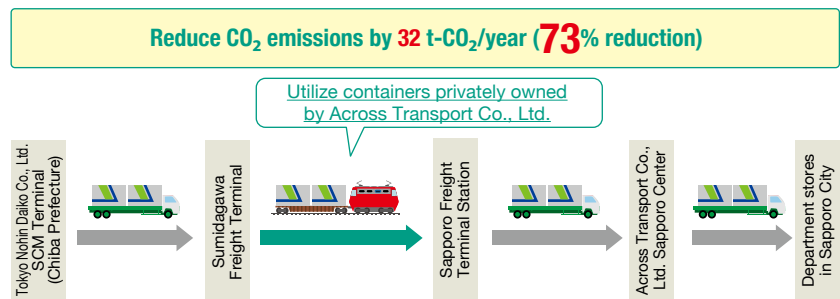 Reduce CO₂ emissions by 32 t-CO₂/year (73% reduction)
Utilize containers privately owned
by Across Transport Co., Ltd.
Tokyo Nohin Daiko Co., Ltd.
SCM Terminal
(Chiba Prefecture)
Sumidagawa
Freight Terminal
Sapporo Freight
Terminal Station
Across Transport Co.,
Ltd. Sapporo Center
Department stores
in Sapporo City